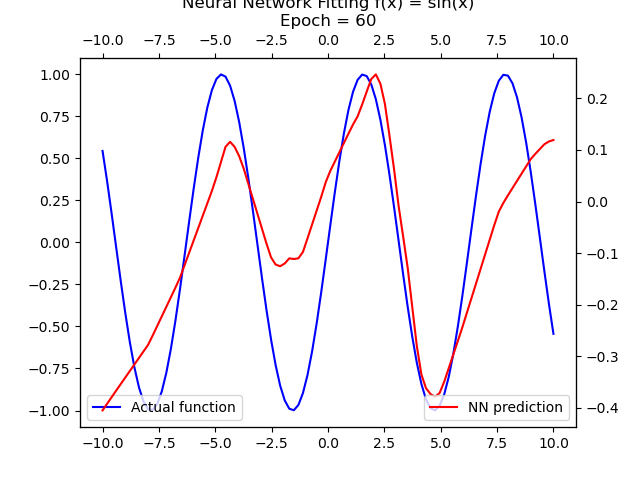 Neural Network Fitting f(x) = sin(x)
Epoch = 60
−10.0 −7.5 −5.0 −2.5 0.0 2.5 5.0 7.5 10.0
1.00
0.75
0.50
0.25
0.00
−0.25
−0.50
−0.75
−1.00
0.2
0.1
0.0
−0.1
−0.2
−0.3
−0.4
Actual function
NN prediction
−10.0 −7.5 −5.0 −2.5 0.0 2.5 5.0 7.5 10.0